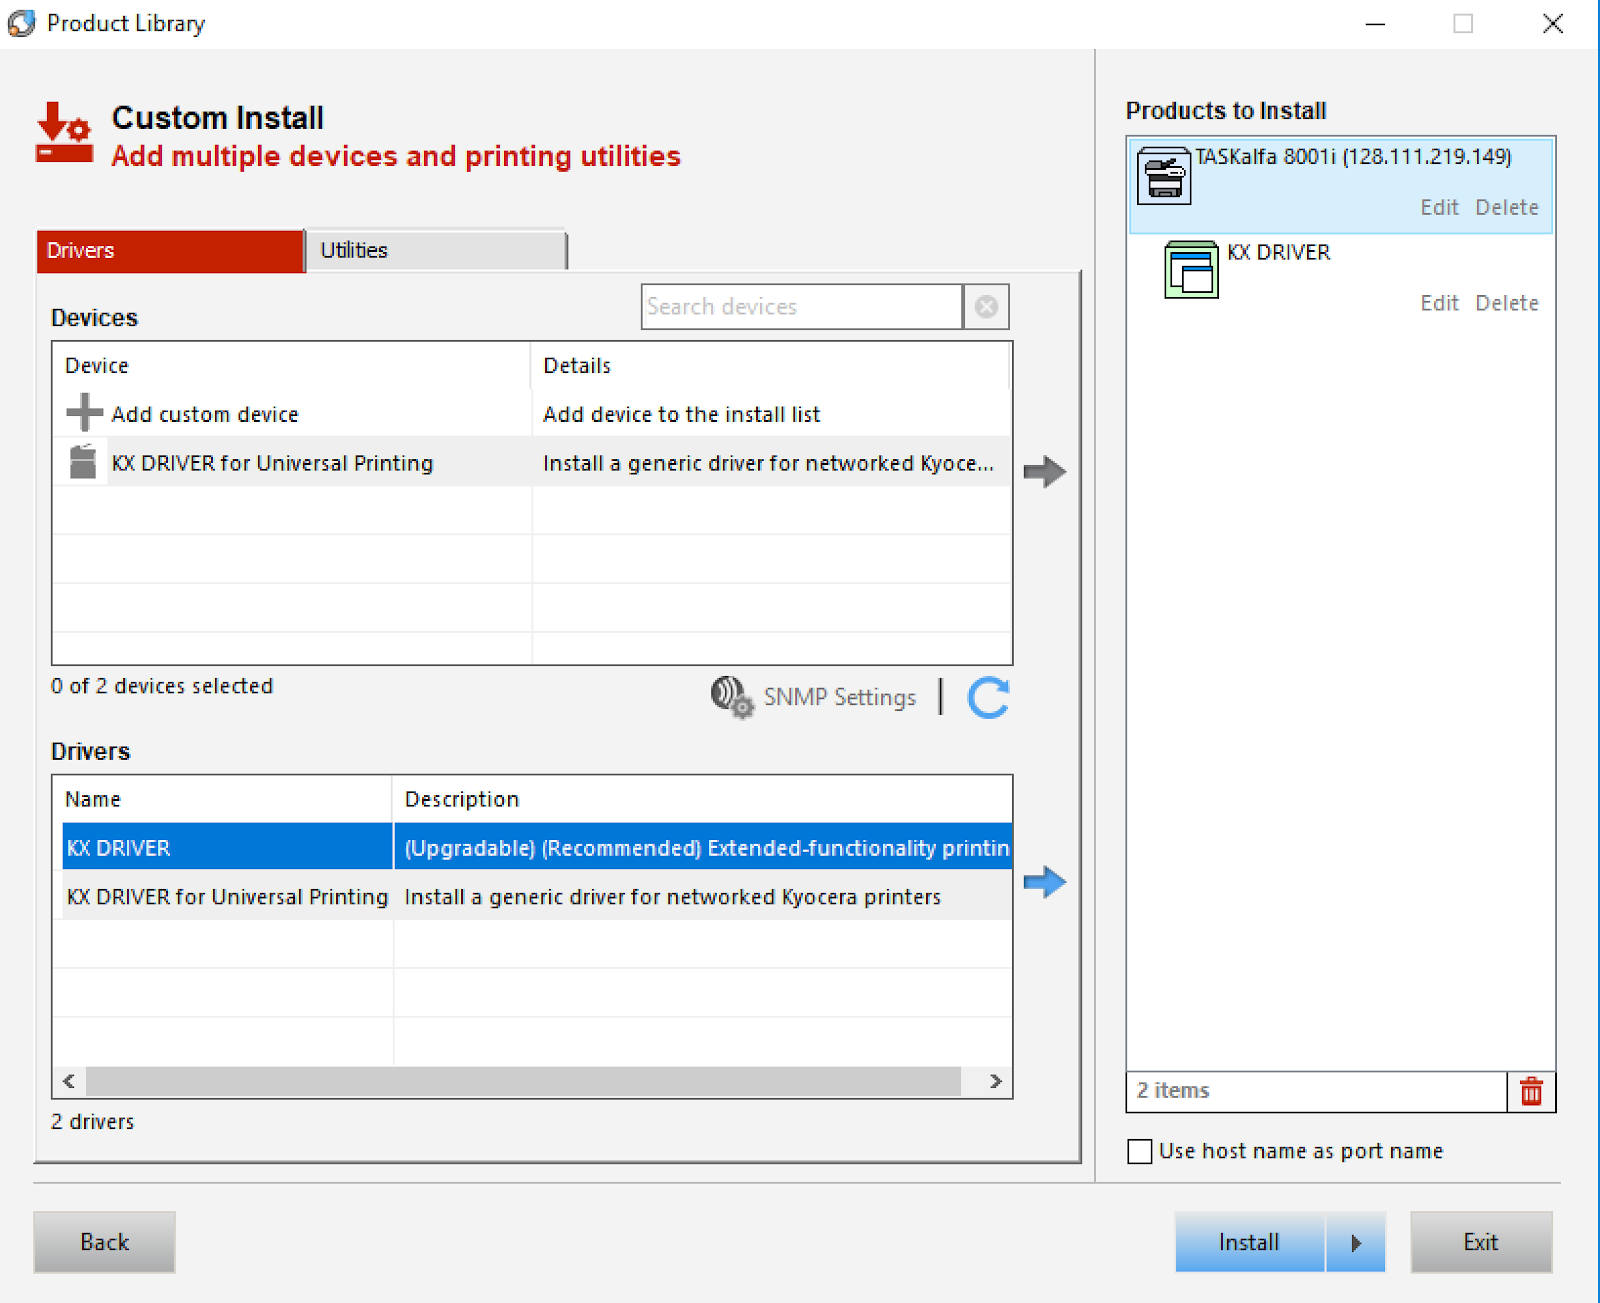 Product Library
Custom Install
Add multiple devices and printing utilities
Drivers
Utilities
Devices
Search devices
Device Details
Add custom device Add device to the install list
KX DRIVER for Universal Printing Install a generic driver for networked Kyoce...
0 of 2 devices selected
SNMP Settings
Drivers
Name Description
KX DRIVER (Upgradable) (Recommended) Extended-functionality printin
KX DRIVER for Universal Printing Install a generic driver for networked Kyocera printers
2 drivers
Products to Install
TASKalfa 8001i (128.111.219.149)
Edit Delete
KX DRIVER
Edit Delete
2 items
Use host name as port name
Back
Install
Exit